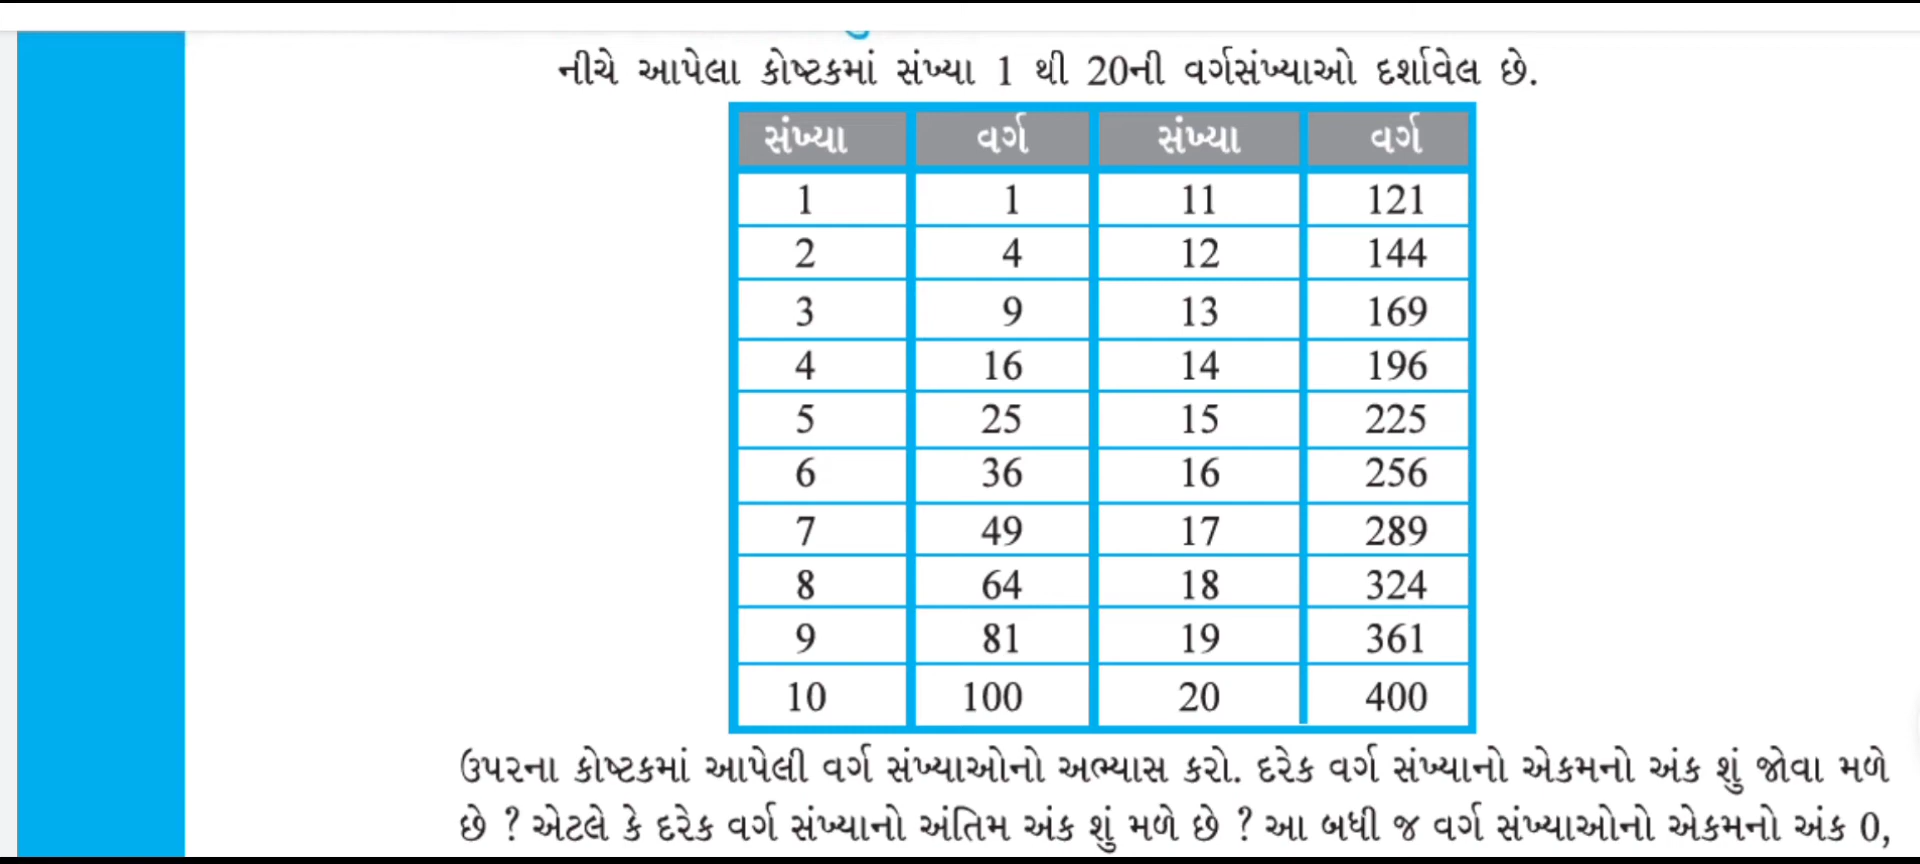 નીચે આપેલા કોષ્ટકમાં સંખ્યા 1 થી 20ની વર્ગસંખ્યાઓ દર્શાવેલ છે.
સંખ્યા વર્ગ સંખ્યા વર્ગ
1 1 11 121
2 4 12 144
3 9 13 169
4 16 14 196
5 25 15 225
6 36 16 256
7 49 17 289
8 64 18 324
9 81 19 361
10 100 20 400
ઉપરના કોષ્ટકમાં આપેલી વર્ગ સંખ્યાઓનો અભ્યાસ કરો. દરેક વર્ગ સંખ્યાનો એકમનો અંક શું જોવા મળે
છે ? એટલે કે દરેક વર્ગ સંખ્યાનો અંતિમ અંક શું મળે છે ? આ બધી જ વર્ગ સંખ્યાઓનો એકમનો અંક 0,